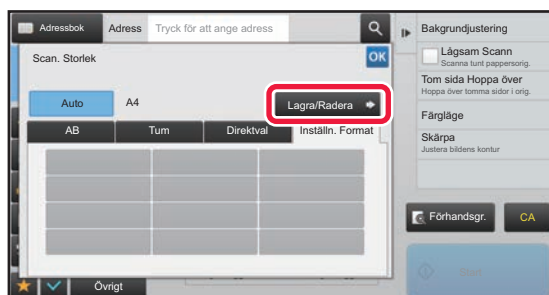 Adressbok Adress Tryck för att ange adress
Scan. Storlek OK
Auto A4 Lagra/Radera
AB Tum Direktval Inställn. Format
Övrigt
Bakgrundjustering
Lågsam Scann
Scanna tunt pappersorig.
Tom sida Hoppa över
Hoppa över tomma sidor i orig.
Färgläge
Skärpa
Justera bildens kontur
Förhandsgr. CA